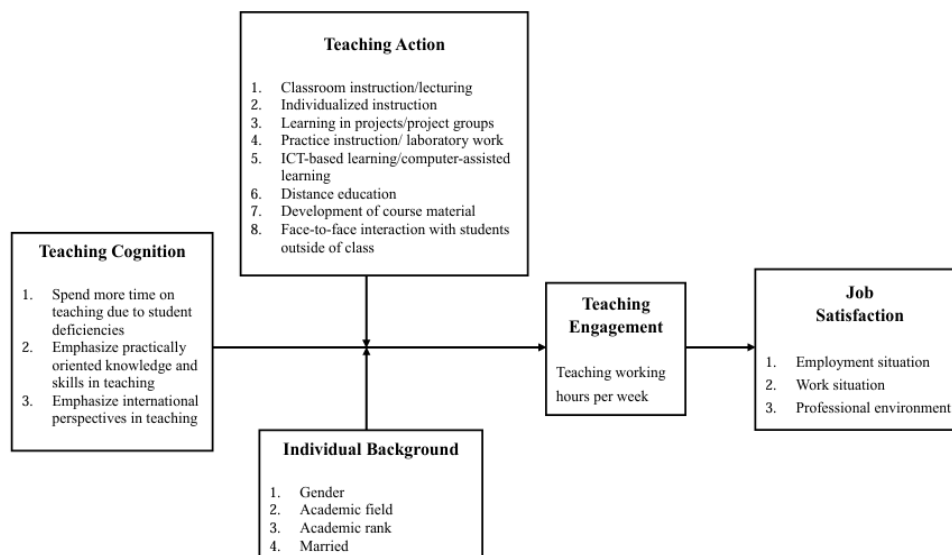 Teaching Action
1. Classroom instruction/lecturing
2. Individualized instruction
3. Learning in projects/project groups
4. Practice instruction/ laboratory work
5. ICT-based learning/computer-assisted
learning
6. Distance education
7. Development of course material
8. Face-to-face interaction with students
outside of class
Teaching Cognition
1. Spend more time on
teaching due to student
deficiencies
2. Emphasize practically
oriented knowledge and
skills in teaching
3. Emphasize international
perspectives in teaching
Individual Background
1. Gender
2. Academic field
3. Academic rank
4. Married
Teaching
Engagement
Teaching working
hours per week
Job
Satisfaction
1. Employment situation
2. Work situation
3. Professional environment